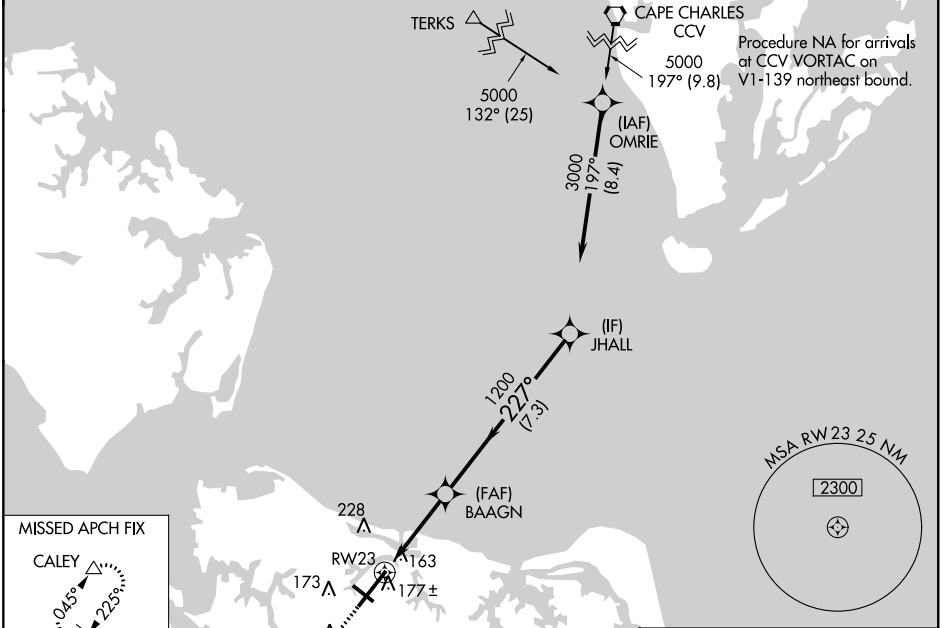 TERKS
5000
132° (25)
CAPE CHARLES
CCV
5000
197° (9.8)
Procedure NA for arrivals
at CCV VORTAC on
V1-139 northeast bound.
(IAF)
OMRIE
3000
197°
(8.4)
(IF)
JHALL
1200
227°
(7.3)
(FAF)
BAAGN
228
RW23
163
173
177±
MSA RW 23 25 NM
2300
MISSED APCH FIX
CALEY
045°
225°